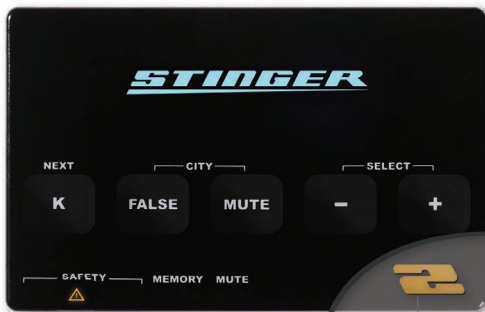 STINGER
NEXT
CITY
SELECT
K
FALSE
MUTE
-
+
SAFETY
MEMORY
MUTE